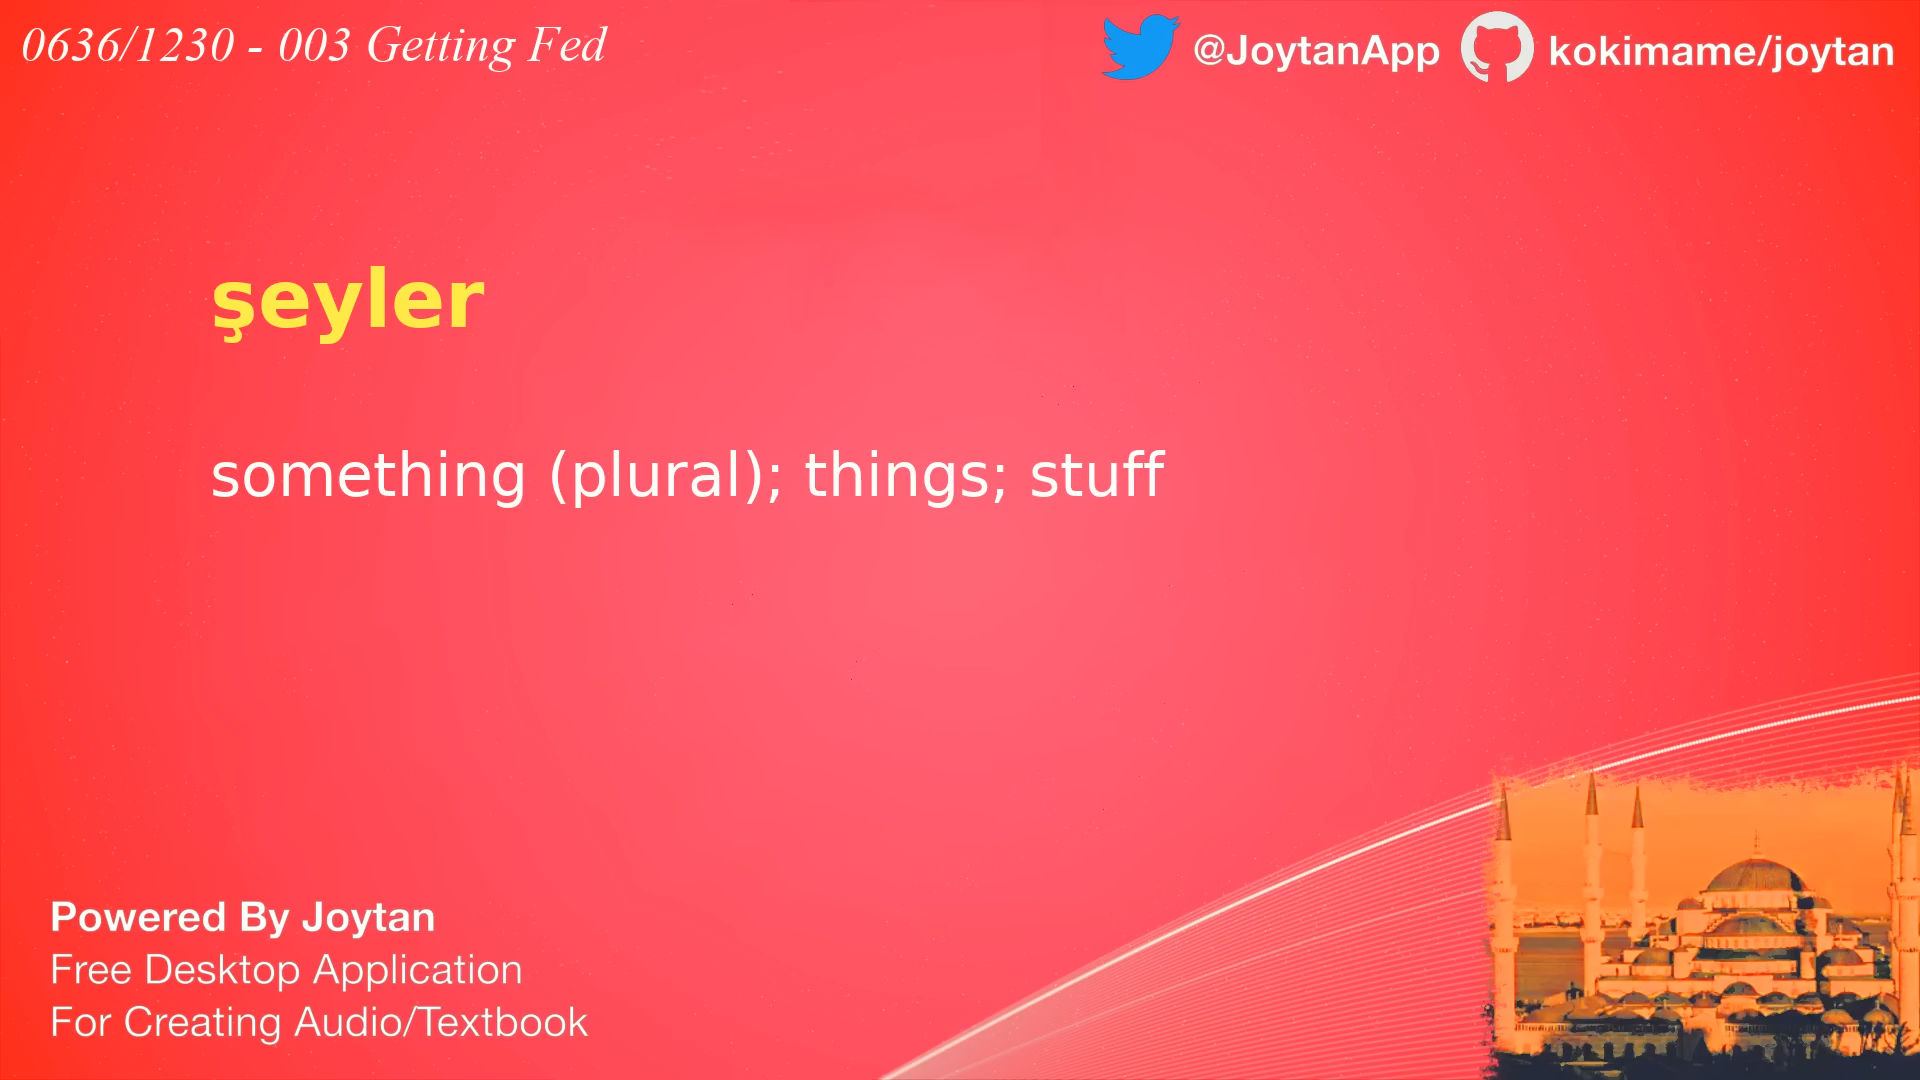 0636/1230 - 003 Getting Fed
@JoytanApp
kokimame/joytan
şeyler
something (plural); things; stuff
Powered By Joytan
Free Desktop Application
For Creating Audio/Textbook